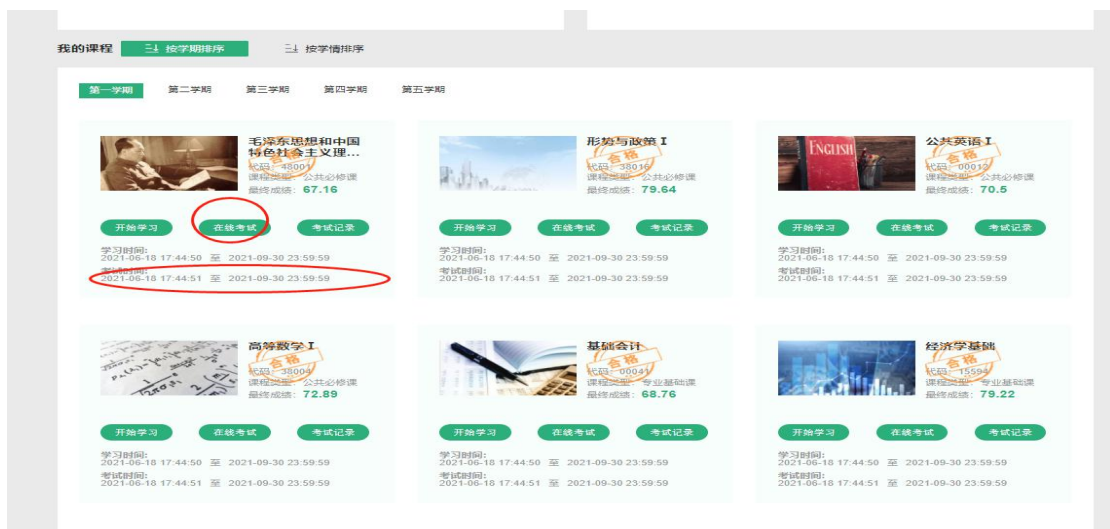 我的课程 按学期排序 按学情排序
第一学期 第二学期 第三学期 第四学期 第五学期
毛泽东思想和中国
特色社会主义理...
合格
代码: 48001
课程类型: 公共必修课
最终成绩: 67.16
开始学习 在线考试 考试记录
学习时间:
2021-06-18 17:44:50 至 2021-09-30 23:59:59
考试时间:
2021-06-18 17:44:51 至 2021-09-30 23:59:59
形势与政策 I
合格
代码: 38016
课程类型: 公共必修课
最终成绩: 79.64
开始学习 在线考试 考试记录
学习时间:
2021-06-18 17:44:50 至 2021-09-30 23:59:59
考试时间:
2021-06-18 17:44:51 至 2021-09-30 23:59:59
ENGLISH
公共英语 I
合格
代码: 00012
课程类型: 公共必修课
最终成绩: 70.5
开始学习 在线考试 考试记录
学习时间:
2021-06-18 17:44:50 至 2021-09-30 23:59:59
考试时间:
2021-06-18 17:44:51 至 2021-09-30 23:59:59
高等数学 I
合格
代码: 38004
课程类型: 公共必修课
最终成绩: 72.89
开始学习 在线考试 考试记录
学习时间:
2021-06-18 17:44:50 至 2021-09-30 23:59:59
考试时间:
2021-06-18 17:44:51 至 2021-09-30 23:59:59
基础会计
合格
代码: 00041
课程类型: 专业基础课
最终成绩: 68.76
开始学习 在线考试 考试记录
学习时间:
2021-06-18 17:44:50 至 2021-09-30 23:59:59
考试时间:
2021-06-18 17:44:51 至 2021-09-30 23:59:59
经济学基础
合格
代码: 15594
课程类型: 专业基础课
最终成绩: 79.22
开始学习 在线考试 考试记录
学习时间:
2021-06-18 17:44:50 至 2021-09-30 23:59:59
考试时间:
2021-06-18 17:44:51 至 2021-09-30 23:59:59